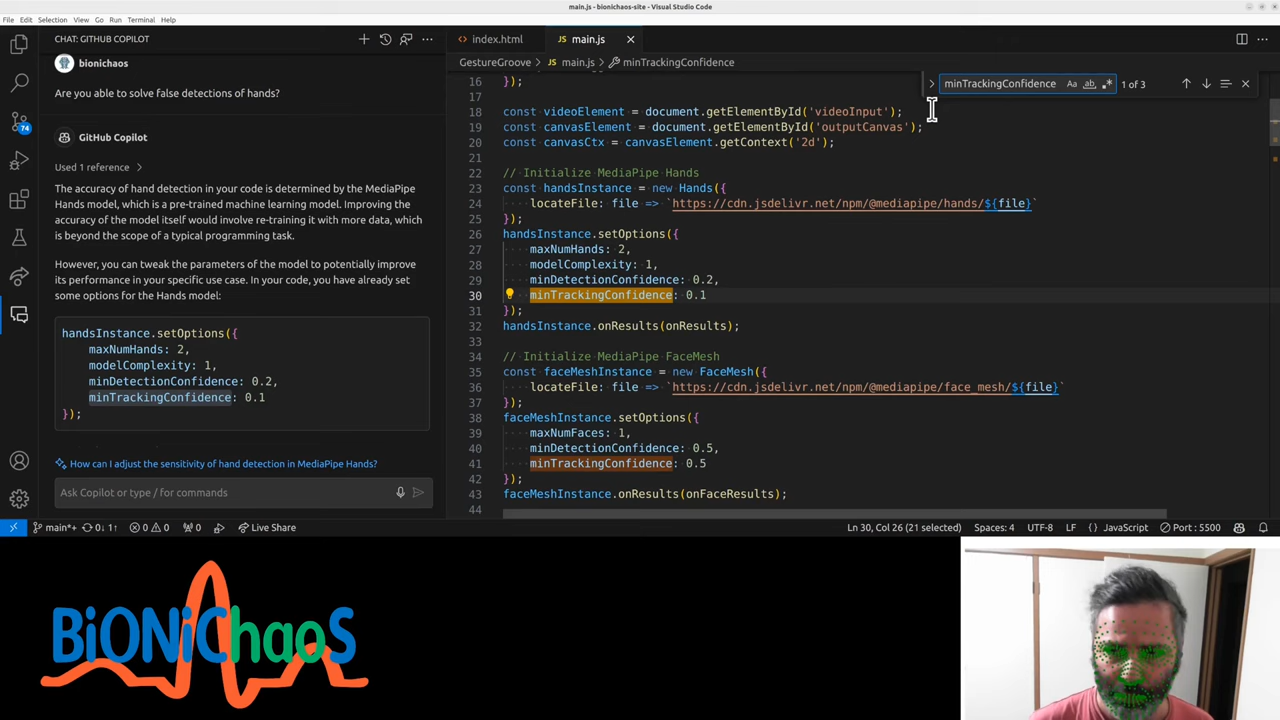 main.js - bionichaos-site - Visual Studio Code
File Edit Selection View Go Run Terminal Help
CHAT: GITHUB COPILOT
bionichaos
Are you able to solve false detections of hands?
GitHub Copilot
Used 1 reference
The accuracy of hand detection in your code is determined by the MediaPipe
Hands model, which is a pre-trained machine learning model. Improving the
accuracy of the model itself would involve re-training it with more data, which
is beyond the scope of a typical programming task.
However, you can tweak the parameters of the model to potentially improve
its performance in your specific use case. In your code, you have already set
some options for the Hands model:
handsInstance.setOptions({
maxNumHands: 2,
modelComplexity: 1,
minDetectionConfidence: 0.2,
minTrackingConfidence: 0.1
});
How can I adjust the sensitivity of hand detection in MediaPipe Hands?
Ask Copilot or type / for commands
index.html main.js
GestureGroove > main.js > minTrackingConfidence
minTrackingConfidence Aa ab .* 1 of 3
16 });
17
18 const videoElement = document.getElementById('videoInput');
19 const canvasElement = document.getElementById('outputCanvas');
20 const canvasCtx = canvasElement.getContext('2d');
21
22 // Initialize MediaPipe Hands
23 const handsInstance = new Hands({
24 locateFile: file => `https://cdn.jsdelivr.net/npm/@mediapipe/hands/${file}`
25 });
26 handsInstance.setOptions({
27 maxNumHands: 2,
28 modelComplexity: 1,
29 minDetectionConfidence: 0.2,
30 minTrackingConfidence: 0.1
31 });
32 handsInstance.onResults(onResults);
33
34 // Initialize MediaPipe FaceMesh
35 const faceMeshInstance = new FaceMesh({
36 locateFile: file => `https://cdn.jsdelivr.net/npm/@mediapipe/face_mesh/${file}`
37 });
38 faceMeshInstance.setOptions({
39 maxNumFaces: 1,
40 minDetectionConfidence: 0.5,
41 minTrackingConfidence: 0.5
42 });
43 faceMeshInstance.onResults(onFaceResults);
44
74
main*+ 0↓ 1↑ 0 0 0 Live Share
Ln 30, Col 26 (21 selected) Spaces: 4 UTF-8 LF {} JavaScript Port : 5500
BiONiChaoS